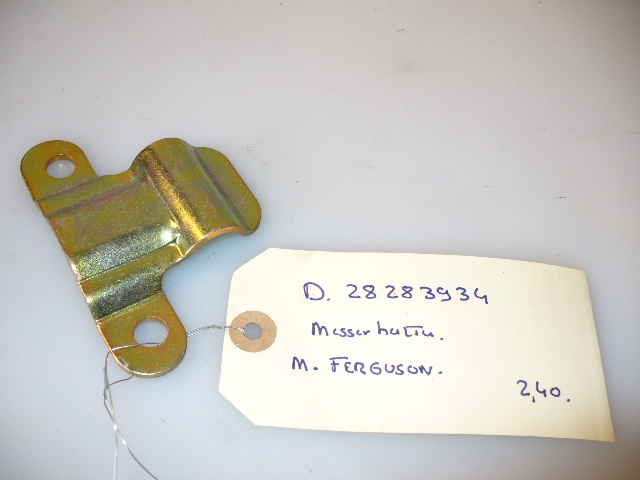 D. 28283934
Messerhalter.
M. FERGUSON.
2,40.